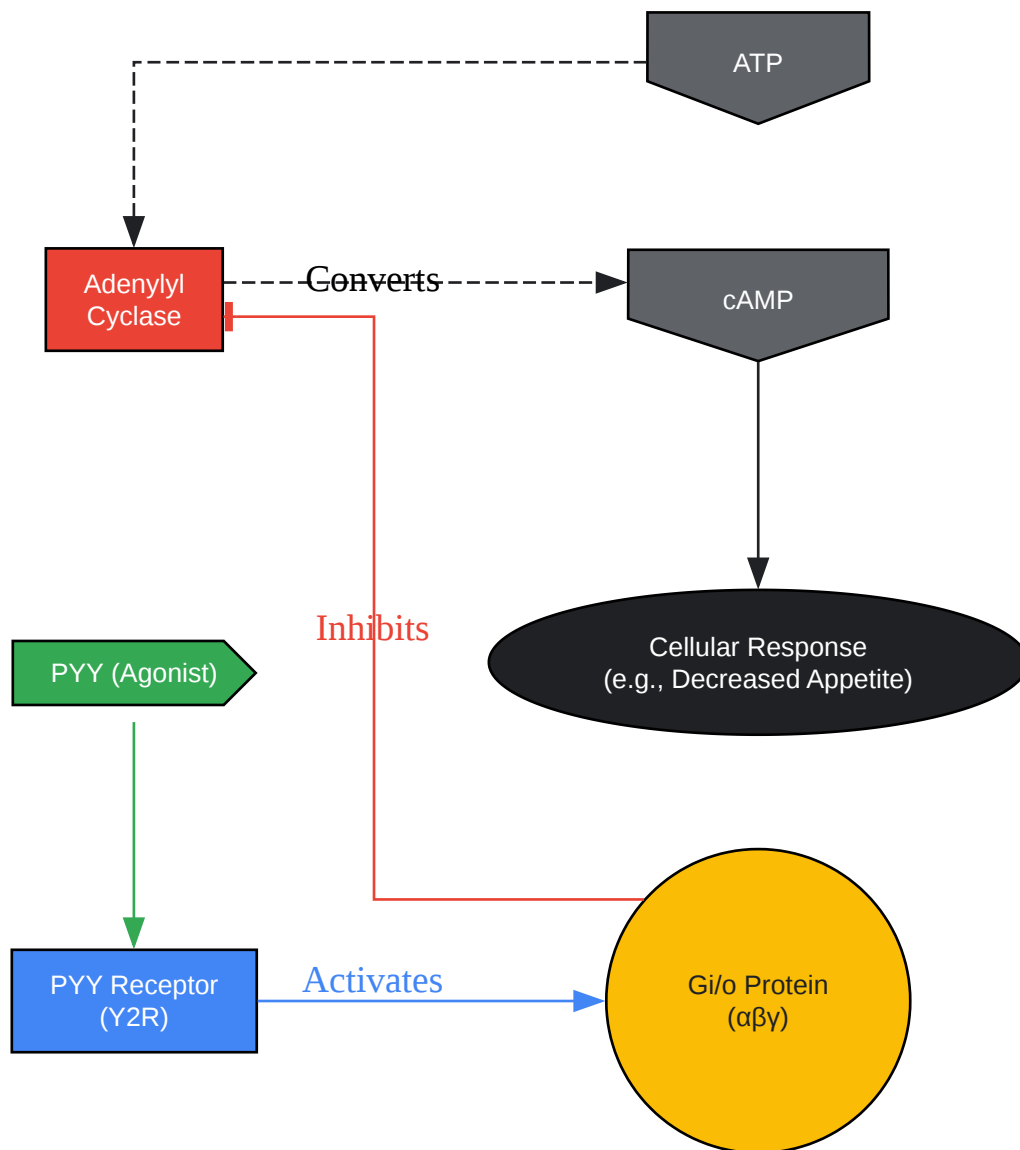 ATP
Adenylyl
Cyclase
Converts
cAMP
Inhibits
Cellular Response
(e.g., Decreased Appetite)
PYY (Agonist)
PYY Receptor
(Y2R)
Activates
Gi/o Protein
(αβγ)